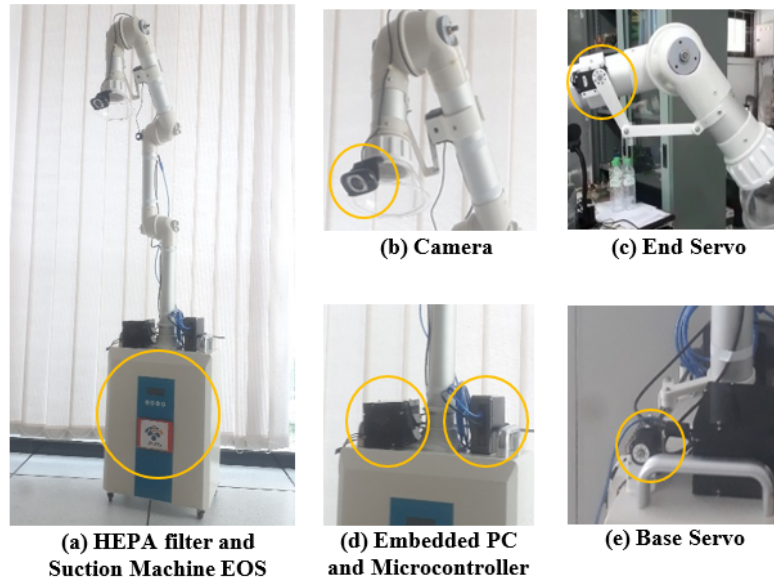 (a) HEPA filter and
Suction Machine EOS
(b) Camera
(c) End Servo
(d) Embedded PC
and Microcontroller
(e) Base Servo